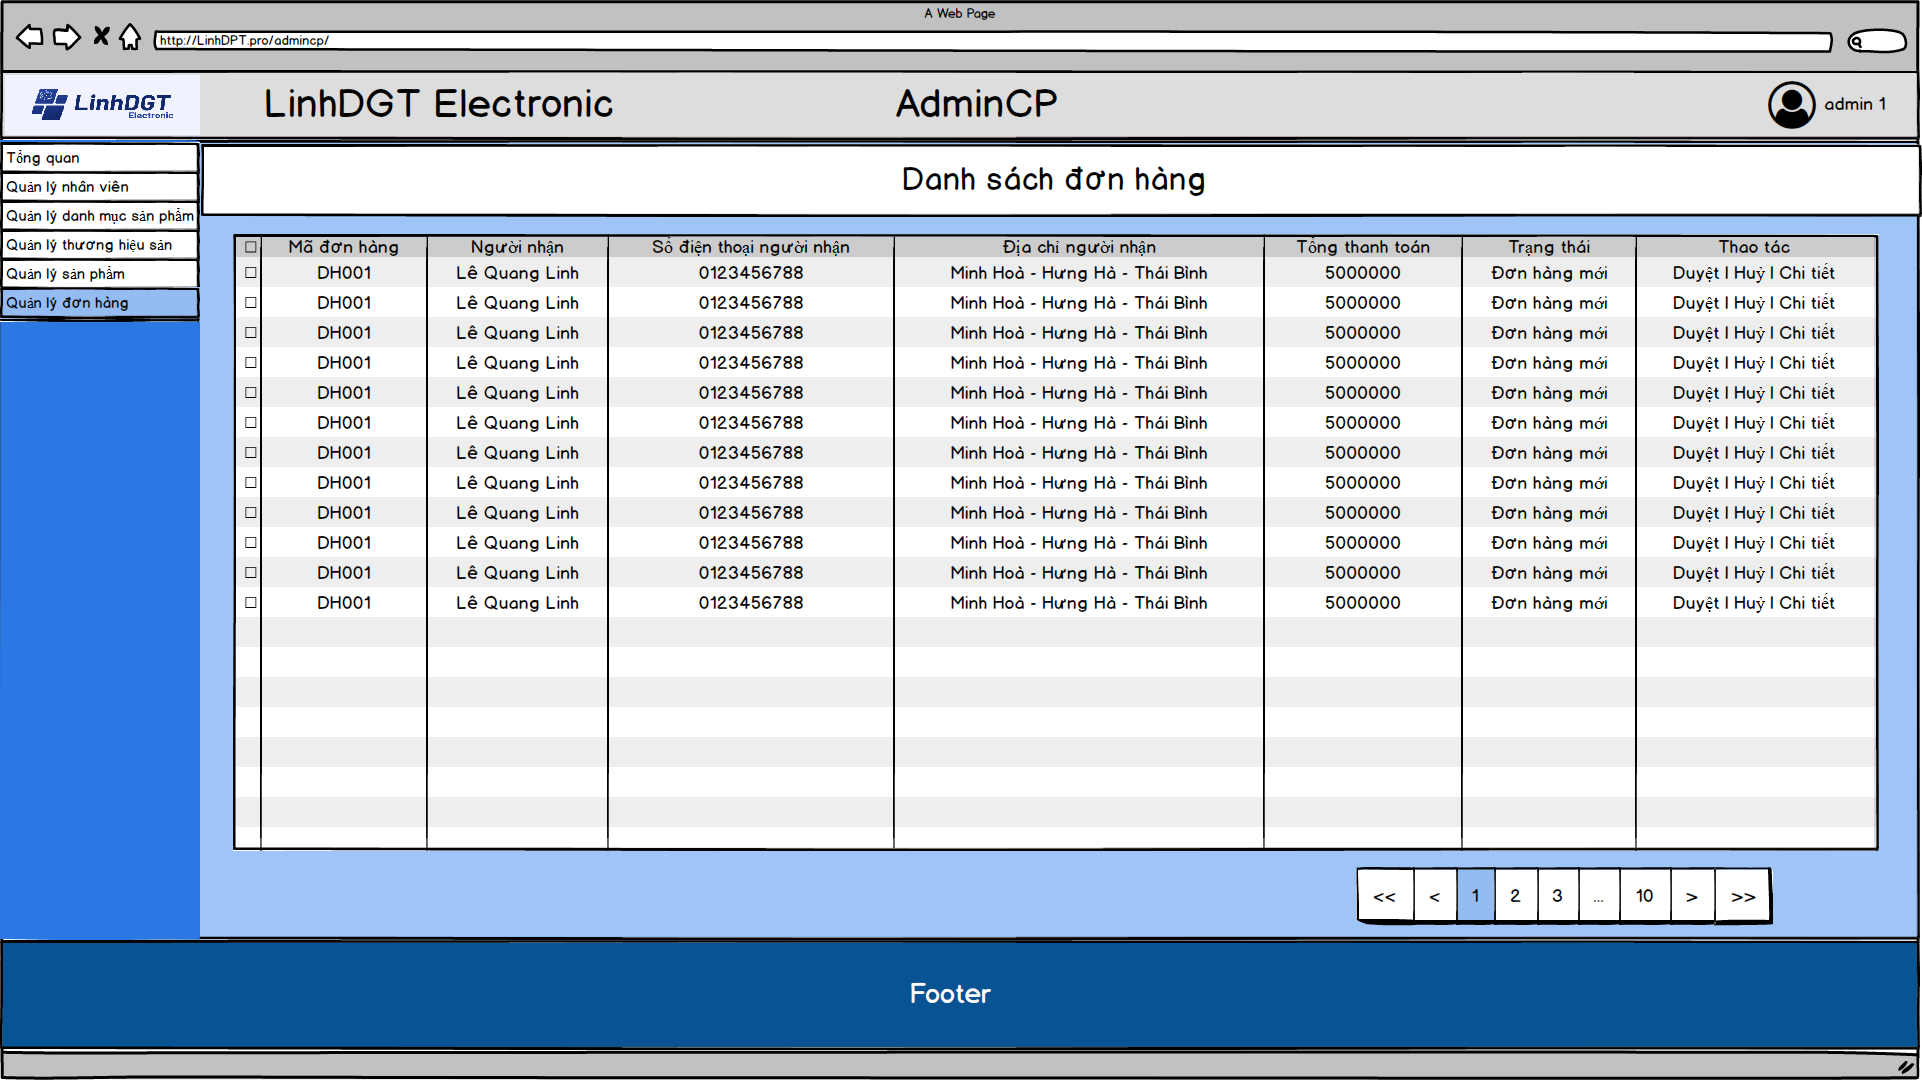 A Web Page
http://LinhDPT.pro/admincp/
LinhDGT
Electronic
LinhDGT Electronic
AdminCP
admin 1
Tổng quan
Quản lý nhân viên
Quản lý danh mục sản phẩm
Quản lý thương hiệu sản
Quản lý sản phẩm
Quản lý đơn hàng
Danh sách đơn hàng
☐ Mã đơn hàng Người nhận Số điện thoại người nhận Địa chỉ người nhận Tổng thanh toán Trạng thái Thao tác
☐ DH001 Lê Quang Linh 0123456788 Minh Hoà - Hưng Hà - Thái Bình 5000000 Đơn hàng mới Duyệt | Huỷ | Chi tiết
☐ DH001 Lê Quang Linh 0123456788 Minh Hoà - Hưng Hà - Thái Bình 5000000 Đơn hàng mới Duyệt | Huỷ | Chi tiết
☐ DH001 Lê Quang Linh 0123456788 Minh Hoà - Hưng Hà - Thái Bình 5000000 Đơn hàng mới Duyệt | Huỷ | Chi tiết
☐ DH001 Lê Quang Linh 0123456788 Minh Hoà - Hưng Hà - Thái Bình 5000000 Đơn hàng mới Duyệt | Huỷ | Chi tiết
☐ DH001 Lê Quang Linh 0123456788 Minh Hoà - Hưng Hà - Thái Bình 5000000 Đơn hàng mới Duyệt | Huỷ | Chi tiết
☐ DH001 Lê Quang Linh 0123456788 Minh Hoà - Hưng Hà - Thái Bình 5000000 Đơn hàng mới Duyệt | Huỷ | Chi tiết
☐ DH001 Lê Quang Linh 0123456788 Minh Hoà - Hưng Hà - Thái Bình 5000000 Đơn hàng mới Duyệt | Huỷ | Chi tiết
☐ DH001 Lê Quang Linh 0123456788 Minh Hoà - Hưng Hà - Thái Bình 5000000 Đơn hàng mới Duyệt | Huỷ | Chi tiết
☐ DH001 Lê Quang Linh 0123456788 Minh Hoà - Hưng Hà - Thái Bình 5000000 Đơn hàng mới Duyệt | Huỷ | Chi tiết
☐ DH001 Lê Quang Linh 0123456788 Minh Hoà - Hưng Hà - Thái Bình 5000000 Đơn hàng mới Duyệt | Huỷ | Chi tiết
☐ DH001 Lê Quang Linh 0123456788 Minh Hoà - Hưng Hà - Thái Bình 5000000 Đơn hàng mới Duyệt | Huỷ | Chi tiết
☐ DH001 Lê Quang Linh 0123456788 Minh Hoà - Hưng Hà - Thái Bình 5000000 Đơn hàng mới Duyệt | Huỷ | Chi tiết
<< < 1 2 3 ... 10 > >>
Footer